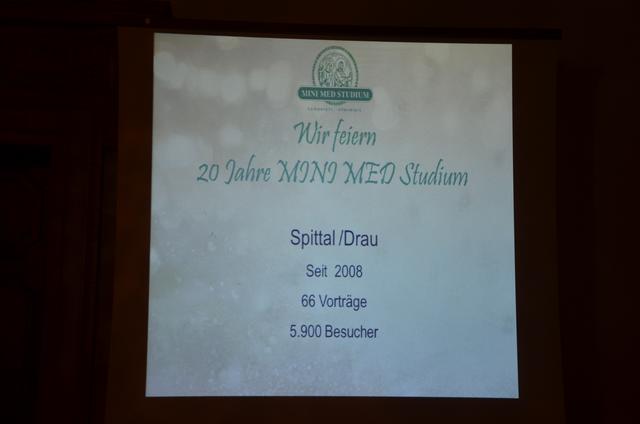 MINI MED STUDIUM
Wir feiern
20 Jahre MINI MED Studium
Spittal /Drau
Seit 2008
66 Vorträge
5.900 Besucher